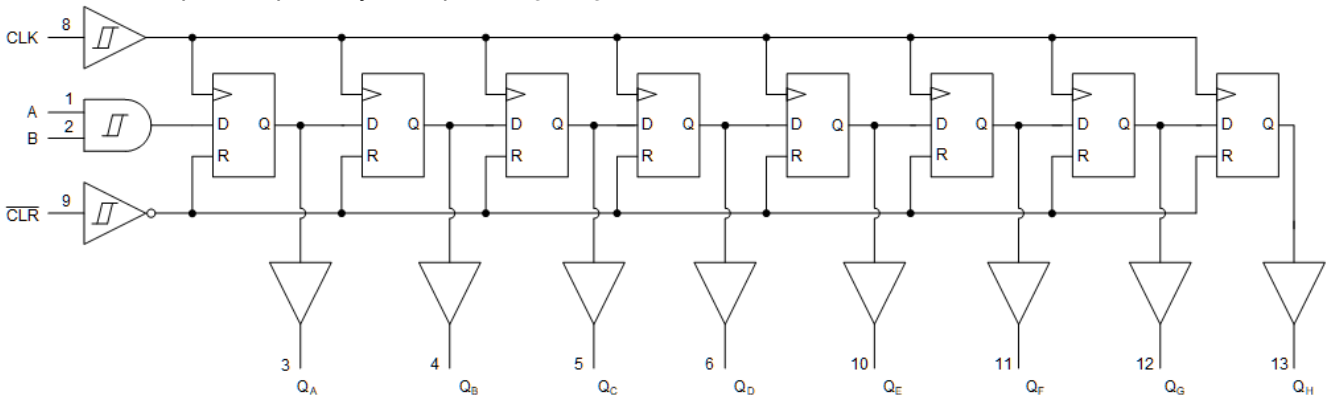 8
CLK
1
A
2
B
D Q D Q D Q D Q D Q D Q D Q D Q
R R R R R R R R
9
CLR
3 4 5 6 10 11 12 13
QA QB QC QD QE QF QG QH